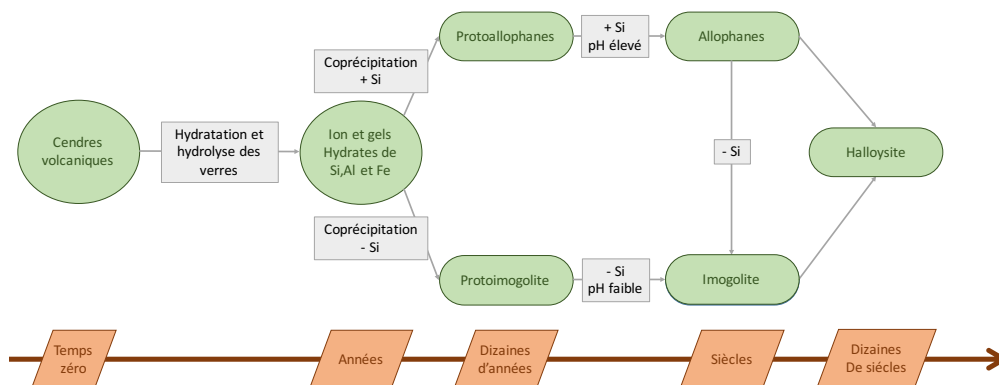 Cendres
volcaniques
Hydratation et
hydrolyse des
verres
Ion et gels
Hydrates de
Si,Al et Fe
Coprécipitation
+ Si
Protoallophanes
+ Si
pH élevé
Allophanes
- Si
Halloysite
Coprécipitation
- Si
Protoimogolite
- Si
pH faible
Imogolite
Temps
zéro
Années
Dizaines
d'années
Siècles
Dizaines
De siécles